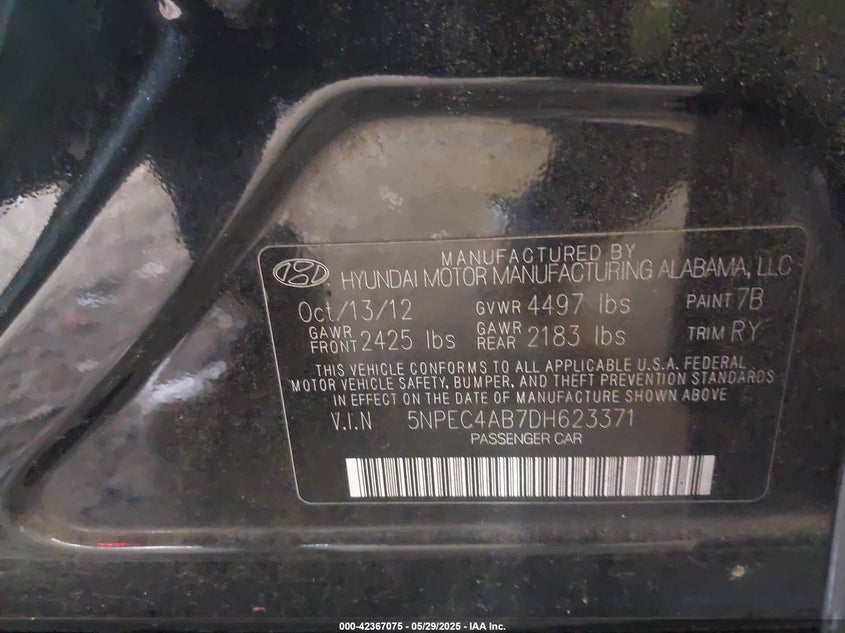 MANUFACTURED BY
HYUNDAI MOTOR MANUFACTURING ALABAMA, LLC
Oct/13/12 GVWR 4497 lbs PAINT 7B
GAWR FRONT 2425 lbs GAWR REAR 2183 lbs TRIM RY
THIS VEHICLE CONFORMS TO ALL APPLICABLE U.S.A. FEDERAL
MOTOR VEHICLE SAFETY, BUMPER, AND THEFT PREVENTION STANDARDS
IN EFFECT ON THE DATE OF MANUFACTURE SHOWN ABOVE
V.I.N 5NPEC4AB7DH623371
PASSENGER CAR
000-42367075 - 05/29/2025 - IAA Inc.